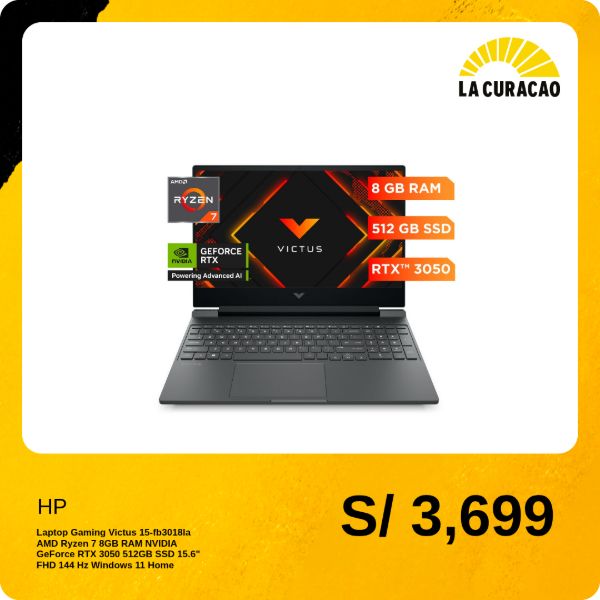 LA CURACAO
AMD
RYZEN
7
NVIDIA
GEFORCE
RTX
Powering Advanced AI
VICTUS
8 GB RAM
512 GB SSD
RTX™ 3050
HP
Laptop Gaming Victus 15-fb3018la
AMD Ryzen 7 8GB RAM NVIDIA
GeForce RTX 3050 512GB SSD 15.6"
FHD 144 Hz Windows 11 Home
S/ 3,699